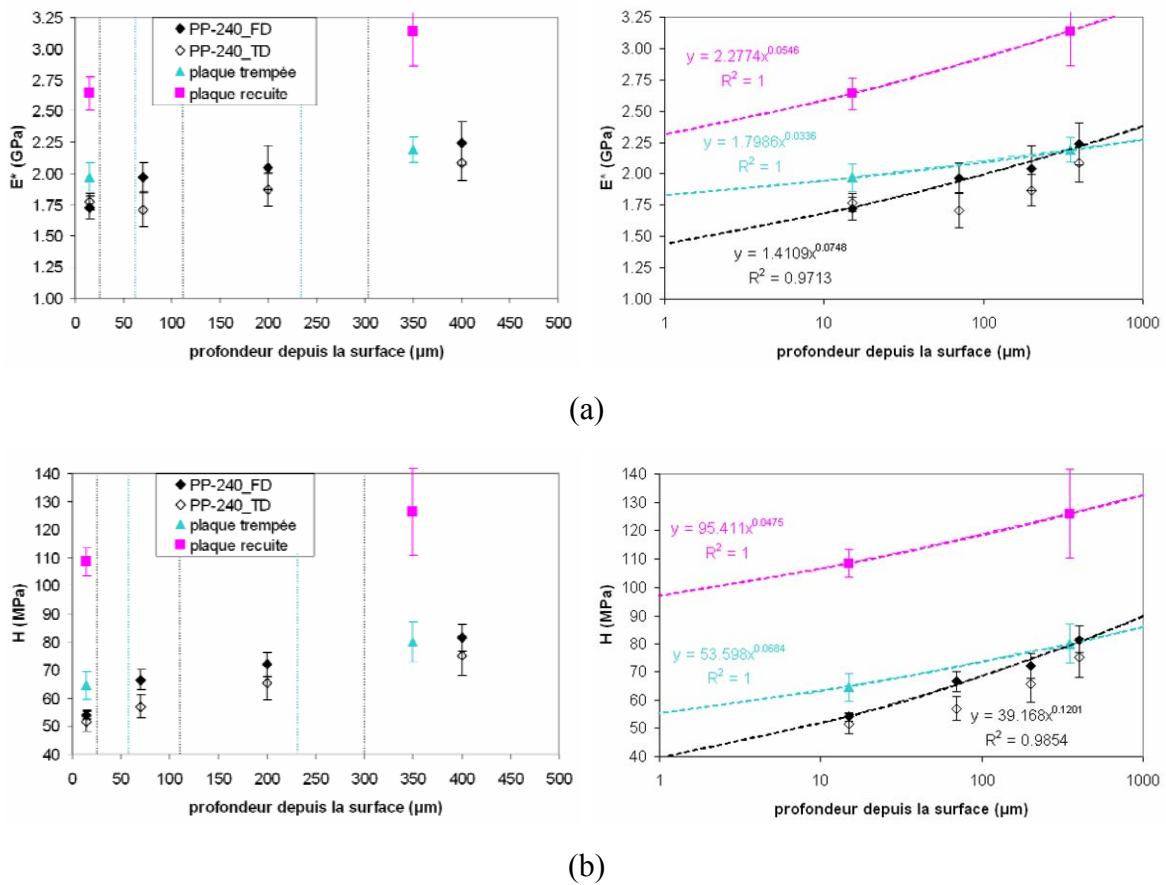 3.25
3.00
2.75
2.50
2.25
2.00
1.75
1.50
1.25
1.00
E* (GPa)
PP-240_FD
PP-240_TD
plaque trempée
plaque recuite
0 50 100 150 200 250 300 350 400 450 500
profondeur depuis la surface (µm)
3.25
3.00
2.75
2.50
2.25
2.00
1.75
1.50
1.25
1.00
E* (GPa)
y = 2.2774x^0.0546
R² = 1
y = 1.7986x^0.0336
R² = 1
y = 1.4109x^0.0748
R² = 0.9713
1 10 100 1000
profondeur depuis la surface (µm)
(a)
140
130
120
110
100
90
80
70
60
50
40
H (MPa)
PP-240_FD
PP-240_TD
plaque trempée
plaque recuite
0 50 100 150 200 250 300 350 400 450 500
profondeur depuis la surface (µm)
140
130
120
110
100
90
80
70
60
50
40
H (MPa)
y = 95.411x^0.0475
R² = 1
y = 53.598x^0.0684
R² = 1
y = 39.168x^0.1201
R² = 0.9854
1 10 100 1000
profondeur depuis la surface (µm)
(b)